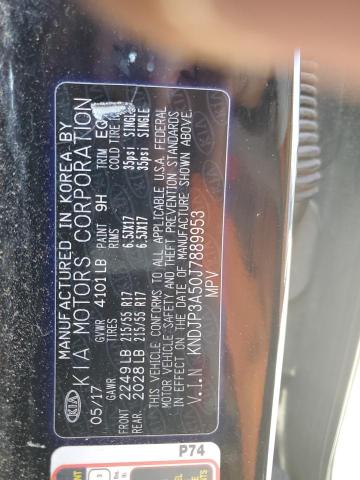 MANUFACTURED IN KOREA BY
KIA MOTORS CORPORATION
05/17 GVWR 4101LB PAINT 9H TRIM EQ
GAWR TIRES COLD TIRE
FRONT 2249LB 215/55 R17 6.5JX17 35psi SINGLE
REAR. 2028LB 215/55 R17 6.5JX17 35psi SINGLE
THIS VEHICLE CONFORMS TO ALL APPLICABLE U.S.A. FEDERAL
MOTOR VEHICLE SAFETY AND THEFT PREVENTION STANDARDS
IN EFFECT ON THE DATE OF MANUFACTURE SHOWN ABOVE.
V.I.N KNDJP3A50J7889953
MPV
KIA
P74